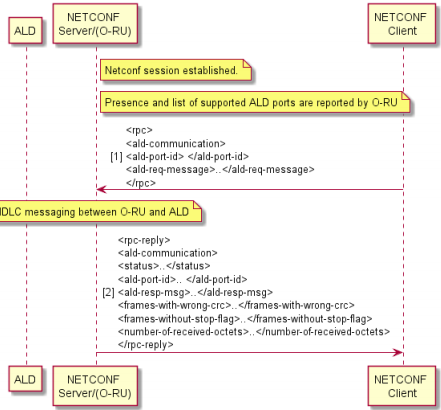 ALD
NETCONF
Server/(O-RU)
NETCONF
Client
Netconf session established.
Presence and list of supported ALD ports are reported by O-RU
<rpc>
<ald-communication>
[1] <ald-port-id> </ald-port-id>
<ald-req-message>..</ald-req-message>
</rpc>
messaging between O-RU and ALD
<rpc-reply>
<ald-communication>
<status>..</status>
<ald-port-id>.. </ald-port-id>
[2] <ald-resp-msg>..</ald-resp-msg>
<frames-with-wrong-crc>..</frames-with-wrong-crc>
<frames-without-stop-flag>..</frames-without-stop-flag>
<number-of-received-octets>..</number-of-received-octets>
</rpc-reply>
ALD
NETCONF
Server/(O-RU)
NETCONF
Client